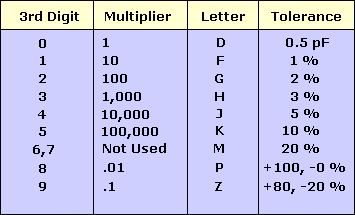 3rd Digit Multiplier Letter Tolerance
0 1 D 0.5 pF
1 10 F 1 %
2 100 G 2 %
3 1,000 H 3 %
4 10,000 J 5 %
5 100,000 K 10 %
6,7 Not Used M 20 %
8 .01 P +100, -0 %
9 .1 Z +80, -20 %